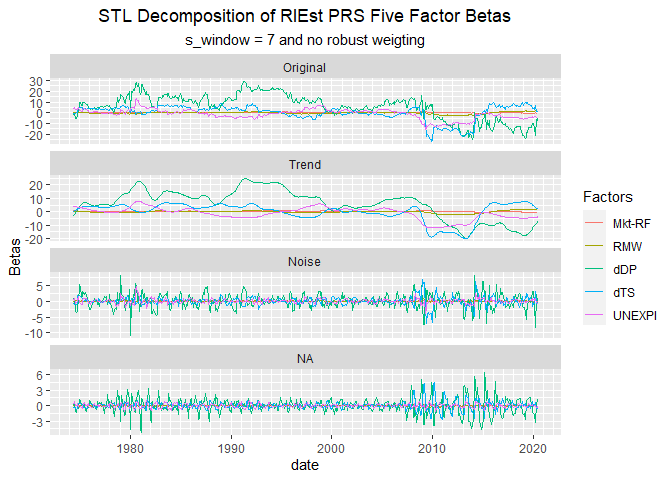 STL Decomposition of RIEst PRS Five Factor Betas
s_window = 7 and no robust weigting
Original
30
20
10
0
-10
-20
Trend
20
10
0
-10
-20
Noise
5
0
-5
-10
NA
6
3
0
-3
1980
1990
2000
2010
2020
date
Betas
Factors
Mkt-RF
RMW
dDP
dTS
UNEXPI